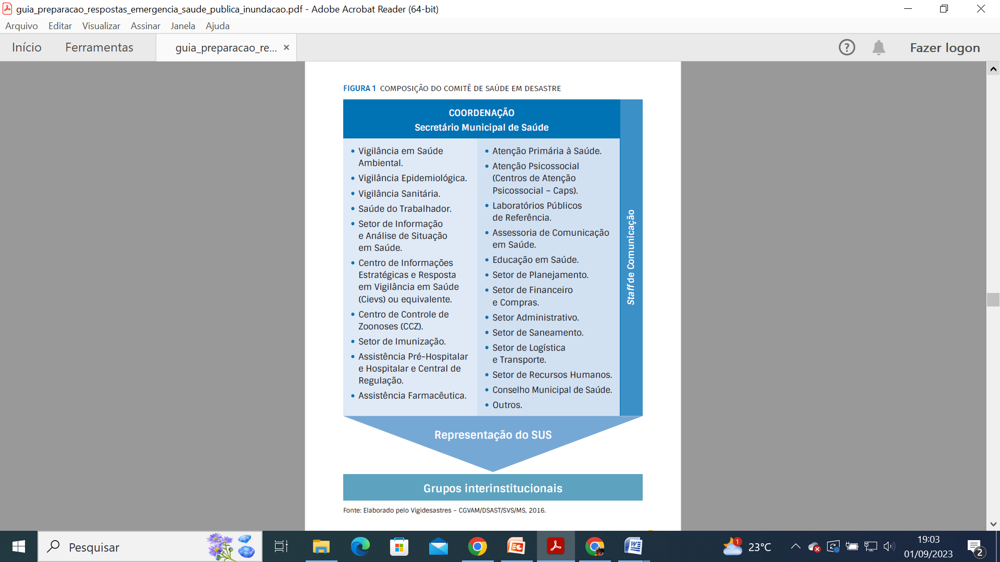 guia_preparacao_respostas_emergencia_saude_publica_inundacao.pdf - Adobe Acrobat Reader (64-bit)
Arquivo Editar Visualizar Assinar Janela Ajuda
Início Ferramentas guia_preparacao_re... × ? Fazer logon
FIGURA 1 COMPOSIÇÃO DO COMITÊ DE SAÚDE EM DESASTRE
COORDENAÇÃO
Secretário Municipal de Saúde
• Vigilância em Saúde
Ambiental.
• Vigilância Epidemiológica.
• Vigilância Sanitária.
• Saúde do Trabalhador.
• Setor de Informação
e Análise de Situação
em Saúde.
• Centro de Informações
Estratégicas e Resposta
em Vigilância em Saúde
(Cievs) ou equivalente.
• Centro de Controle de
Zoonoses (CCZ).
• Setor de Imunização.
• Assistência Pré-Hospitalar
e Hospitalar e Central de
Regulação.
• Assistência Farmacêutica.
• Atenção Primária à Saúde.
• Atenção Psicossocial
(Centros de Atenção
Psicossocial – Caps).
• Laboratórios Públicos
de Referência.
• Assessoria de Comunicação
em Saúde.
• Educação em Saúde.
• Setor de Planejamento.
• Setor de Financeiro
e Compras.
• Setor Administrativo.
• Setor de Saneamento.
• Setor de Logística
e Transporte.
• Setor de Recursos Humanos.
• Conselho Municipal de Saúde.
• Outros.
Staff de Comunicação
Representação do SUS
Grupos interinstitucionais
Fonte: Elaborado pelo Vigidesastres – CGVAM/DSAST/SVS/MS, 2016.
Pesquisar
1
23°C
19:03
01/09/2023
2